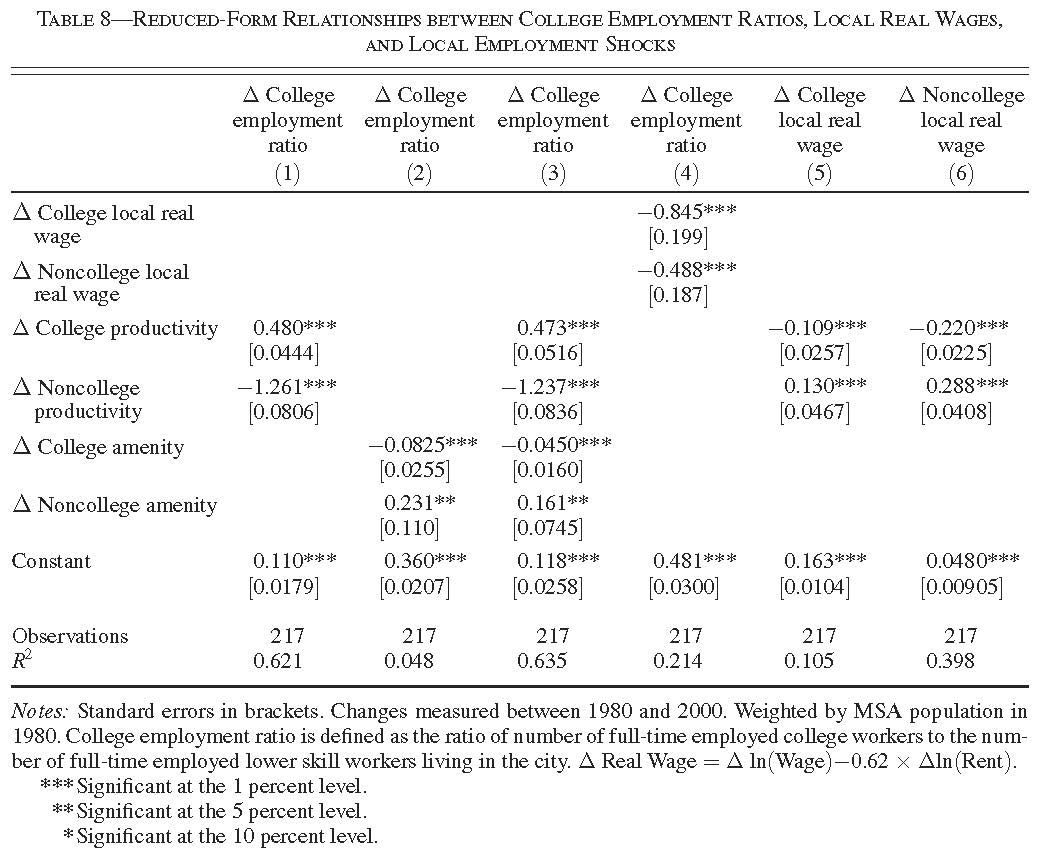 TABLE 8—REDUCED-FORM RELATIONSHIPS BETWEEN COLLEGE EMPLOYMENT RATIOS, LOCAL REAL WAGES,
AND LOCAL EMPLOYMENT SHOCKS
Δ College Δ College Δ College Δ College Δ College Δ Noncollege
employment employment employment employment local real local real
ratio ratio ratio ratio wage wage
(1) (2) (3) (4) (5) (6)
Δ College local real −0.845***
wage [0.199]
Δ Noncollege local −0.488***
real wage [0.187]
Δ College productivity 0.480*** 0.473*** −0.109*** −0.220***
[0.0444] [0.0516] [0.0257] [0.0225]
Δ Noncollege −1.261*** −1.237*** 0.130*** 0.288***
productivity [0.0806] [0.0836] [0.0467] [0.0408]
Δ College amenity −0.0825*** −0.0450***
[0.0255] [0.0160]
Δ Noncollege amenity 0.231** 0.161**
[0.110] [0.0745]
Constant 0.110*** 0.360*** 0.118*** 0.481*** 0.163*** 0.0480***
[0.0179] [0.0207] [0.0258] [0.0300] [0.0104] [0.00905]
Observations 217 217 217 217 217 217
R² 0.621 0.048 0.635 0.214 0.105 0.398
Notes: Standard errors in brackets. Changes measured between 1980 and 2000. Weighted by MSA population in
1980. College employment ratio is defined as the ratio of number of full-time employed college workers to the num-
ber of full-time employed lower skill workers living in the city. Δ Real Wage = Δ ln(Wage)−0.62 × Δln(Rent).
*** Significant at the 1 percent level.
** Significant at the 5 percent level.
* Significant at the 10 percent level.